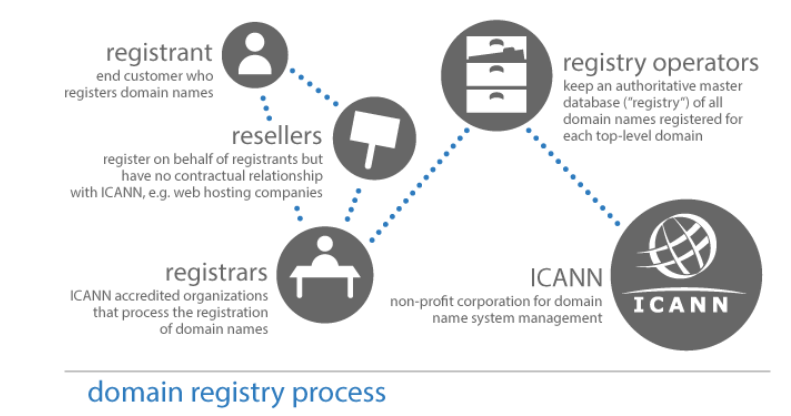 registrant
end customer who
registers domain names
resellers
register on behalf of registrants but
have no contractual relationship
with ICANN, e.g. web hosting companies
registrars
ICANN accredited organizations
that process the registration
of domain names
registry operators
keep an authoritative master
database ("registry") of all
domain names registered for
each top-level domain
ICANN
non-profit corporation for domain
name system management
ICANN
domain registry process